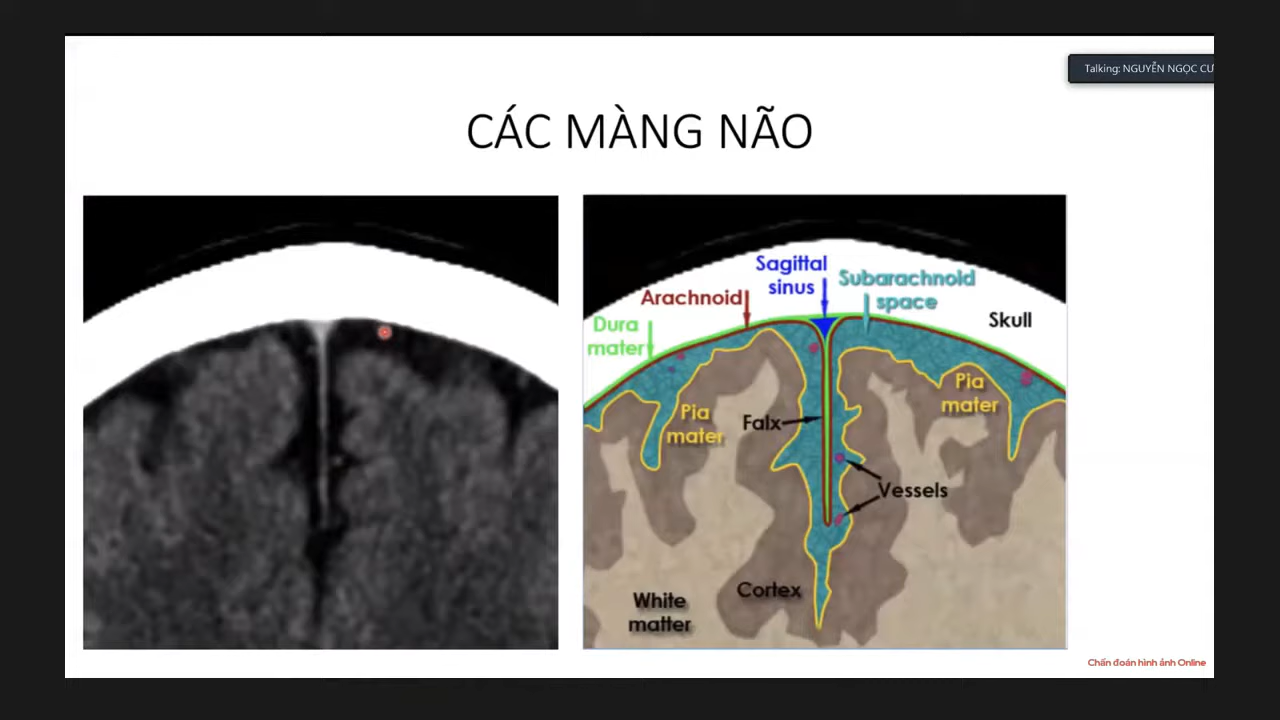 Talking: NGUYỄN NGỌC CƯ
CÁC MÀNG NÃO
Sagittal
sinus
Subarachnoid
space
Arachnoid
Dura
mater
Skull
Pia
mater
Pia
mater
Falx
Vessels
Cortex
White
matter
Chẩn đoán hình ảnh Online